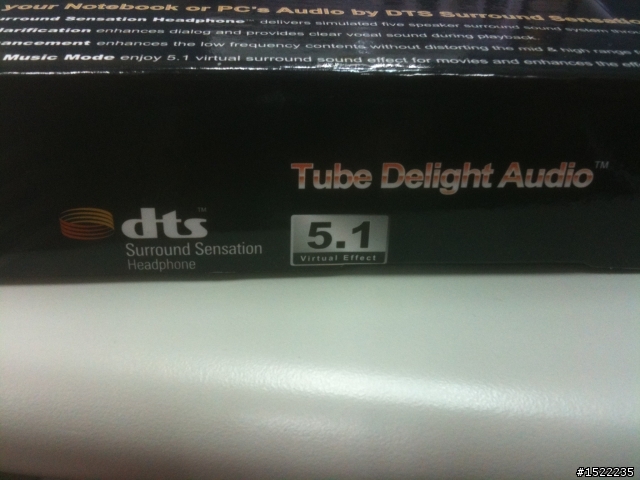 your Notebook or PC's Audio by DTS Surround Sensation
urround Sensation Headphone™ delivers simulated five speaker surround sound system throu
larification enhances dialog and provides clear vocal sound during playback.
ancement enhances the low frequency contents without distorting the mid & high range
Music Mode enjoy 5.1 virtual surround sound effect for movies and enhances the eff
Tube Delight Audio™
dts™
Surround Sensation
Headphone
5.1
Virtual Effect
#1522235